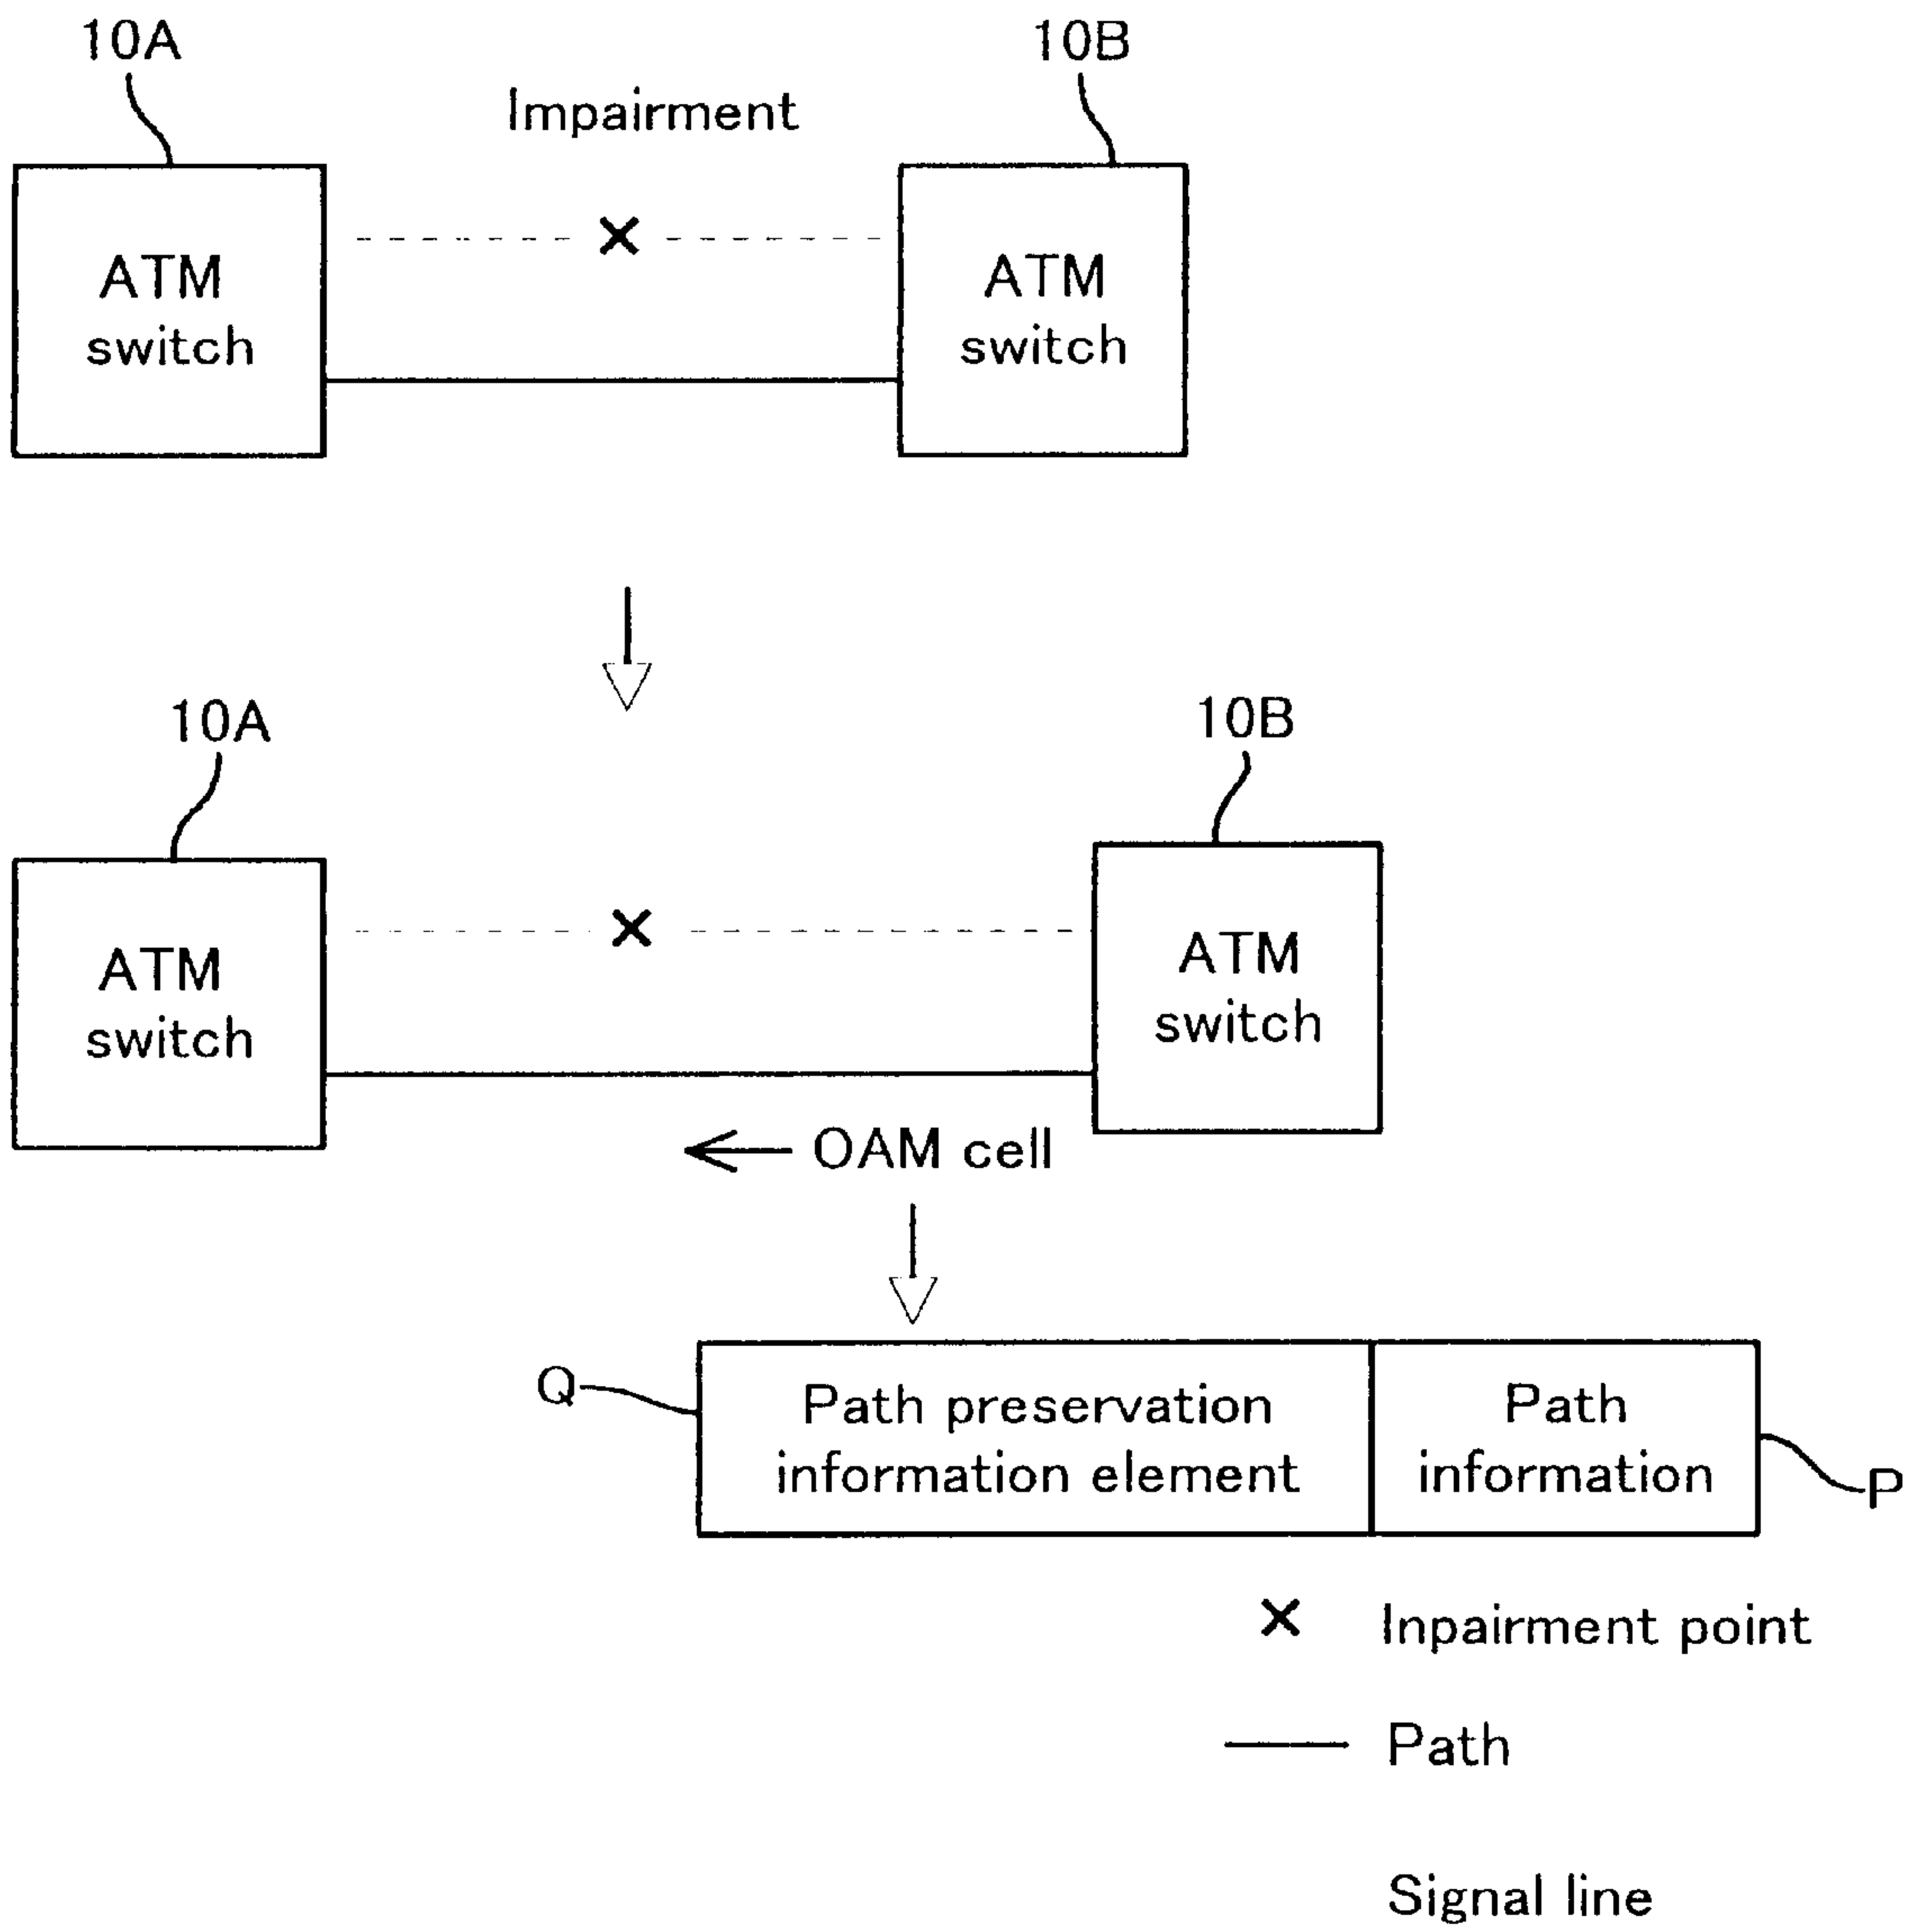 10A
10B
Impairment
ATM
switch
ATM
switch
10A
10B
ATM
switch
ATM
switch
OAM cell
Q
Path preservation
information element
Path
information
P
Inpairment point
Path
Signal line